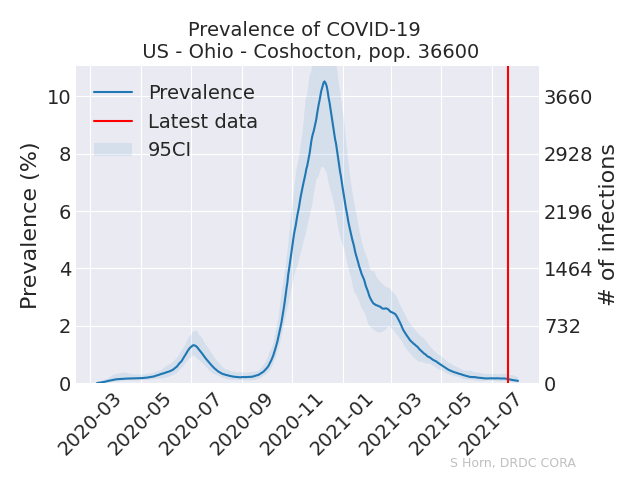 Prevalence of COVID-19
US - Ohio - Coshocton, pop. 36600
Prevalence
Latest data
95CI
Prevalence (%)
10
8
6
4
2
0
3660
2928
2196
1464
732
0
# of infections
2020-03
2020-05
2020-07
2020-09
2020-11
2021-01
2021-03
2021-05
2021-07
S Horn, DRDC CORA